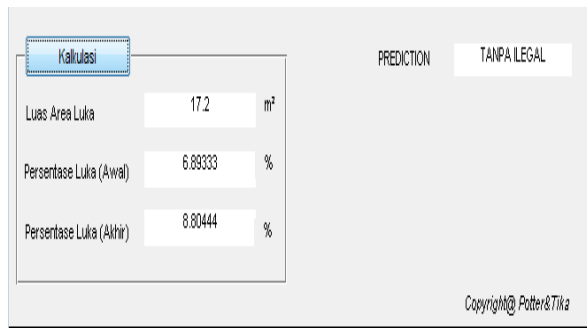 Kalkulasi
PREDICTION TANPA ILEGAL
Luas Area Luka 17.2 m²
Persentase Luka (Awal) 6.89333 %
Persentase Luka (Akhir) 8.80444 %
Copyright@ Potter&Tika